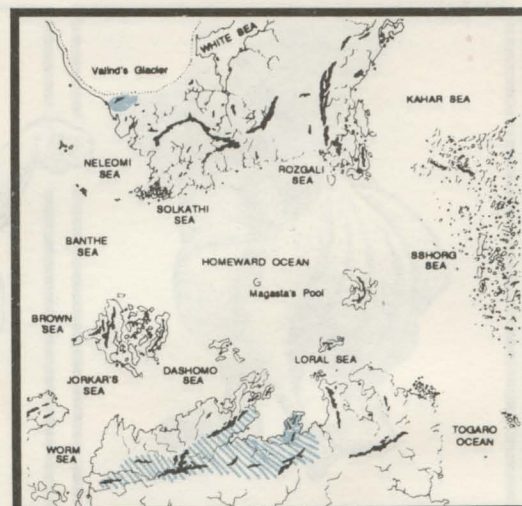 WHITE SEA
Valind's Glacier
KAHAR SEA
NELEOMI
SEA
ROZGALI
SEA
SOLKATHI
SEA
BANTHE
SEA
HOMEWARD OCEAN
SSHORG
SEA
Magasta's Pool
BROWN
SEA
LORAL SEA
JORKAR'S
SEA
DASHOMO
SEA
WORM
SEA
TOGARO
OCEAN